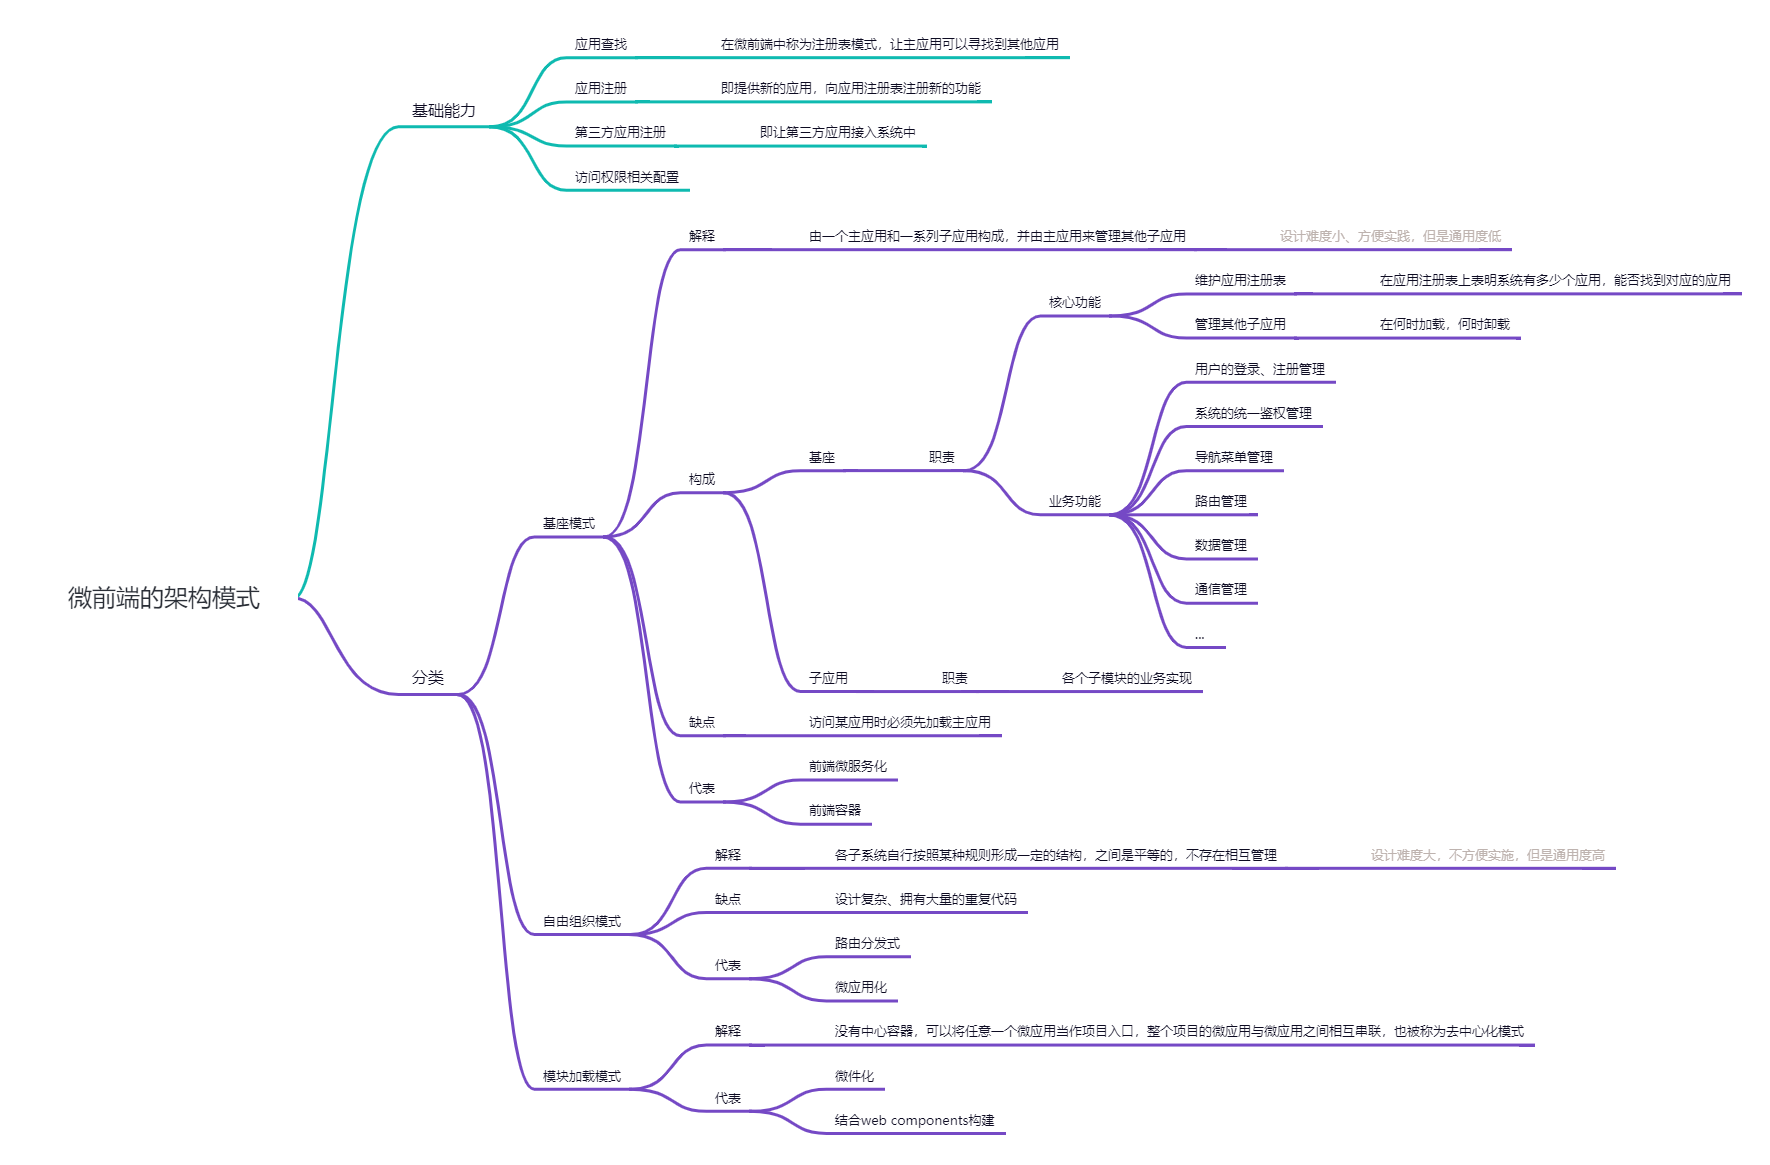 微前端的架构模式
基础能力
应用查找
在微前端中称为注册表模式，让主应用可以寻找到其他应用
应用注册
即提供新的应用，向应用注册表注册新的功能
第三方应用注册
即让第三方应用接入系统中
访问权限相关配置
分类
基座模式
解释
由一个主应用和一系列子应用构成，并由主应用来管理其他子应用
设计难度小、方便实践，但是通用度低
构成
基座
职责
核心功能
维护应用注册表
在应用注册表上表明系统有多少个应用，能否找到对应的应用
管理其他子应用
在何时加载，何时卸载
业务功能
用户的登录、注册管理
系统的统一鉴权管理
导航菜单管理
路由管理
数据管理
通信管理
...
子应用
职责
各个子模块的业务实现
缺点
访问某应用时必须先加载主应用
代表
前端微服务化
前端容器
自由组织模式
解释
各子系统自行按照某种规则形成一定的结构，之间是平等的，不存在相互管理
设计难度大，不方便实施，但是通用度高
缺点
设计复杂、拥有大量的重复代码
代表
路由分发式
微应用化
模块加载模式
解释
没有中心容器，可以将任意一个微应用当作项目入口，整个项目的微应用与微应用之间相互串联，也被称为去中心化模式
代表
微件化
结合web components构建